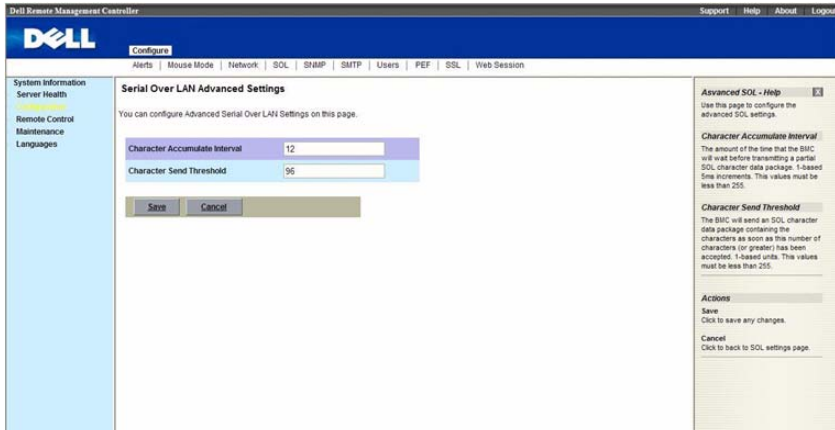 Dell Remote Management Controller
Support | Help | About | Logou
DELL
Configure
Alerts | Mouse Mode | Network | SOL | SNMP | SMTP | Users | PEF | SSL | Web Session
System Information
Server Health
Configuration
Remote Control
Maintenance
Languages
Serial Over LAN Advanced Settings
You can configure Advanced Serial Over LAN Settings on this page.
Character Accumulate Interval 12
Character Send Threshold 96
Save Cancel
Asvanced SOL - Help X
Use this page to configure the
advanced SOL settings.
Character Accumulate Interval
The amount of the time that the BMC
will wait before transmitting a partial
SOL character data package. 1-based
5ms increments. This values must be
less than 255.
Character Send Threshold
The BMC will send an SOL character
data package containing the
characters as soon as this number of
characters (or greater) has been
accepted. 1-based units. This values
must be less than 255.
Actions
Save
Click to save any changes.
Cancel
Click to back to SOL settings page.